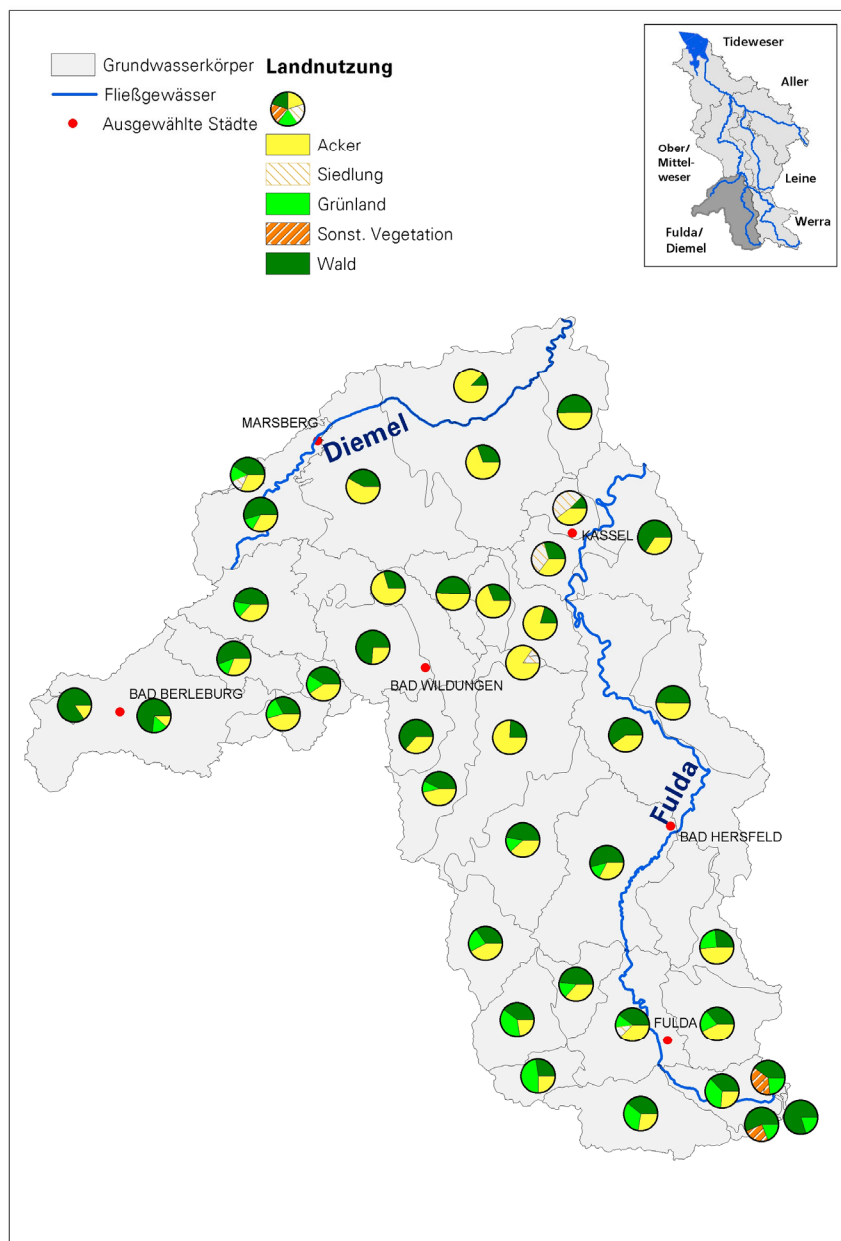 Grundwasserkörper
Fließgewässer
Ausgewählte Städte
Landnutzung
Acker
Siedlung
Grünland
Sonst. Vegetation
Wald
Tideweser
Aller
Ober/
Mittel-
weser
Leine
Werra
Fulda/
Diemel
MARSBERG
Diemel
KASSEL
BAD WILDUNGEN
BAD BERLEBURG
Fulda
BAD HERSFELD
FULDA